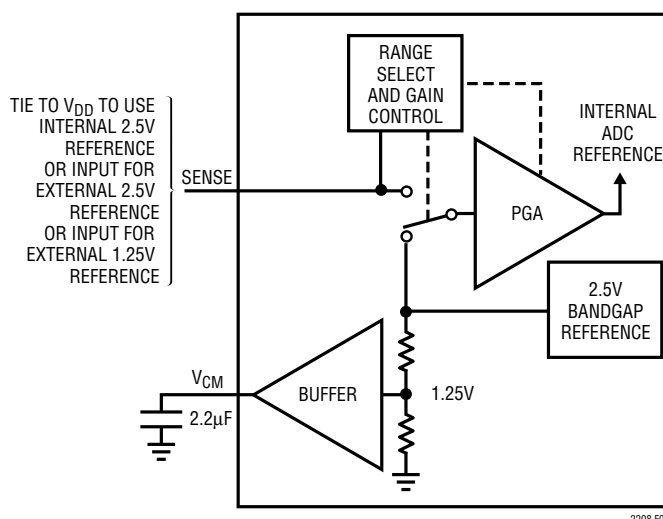 TIE TO VDD TO USE
INTERNAL 2.5V
REFERENCE
OR INPUT FOR
EXTERNAL 2.5V
REFERENCE
OR INPUT FOR
EXTERNAL 1.25V
REFERENCE
SENSE
RANGE
SELECT
AND GAIN
CONTROL
INTERNAL
ADC
REFERENCE
PGA
2.5V
BANDGAP
REFERENCE
VCM
BUFFER
1.25V
2.2μF